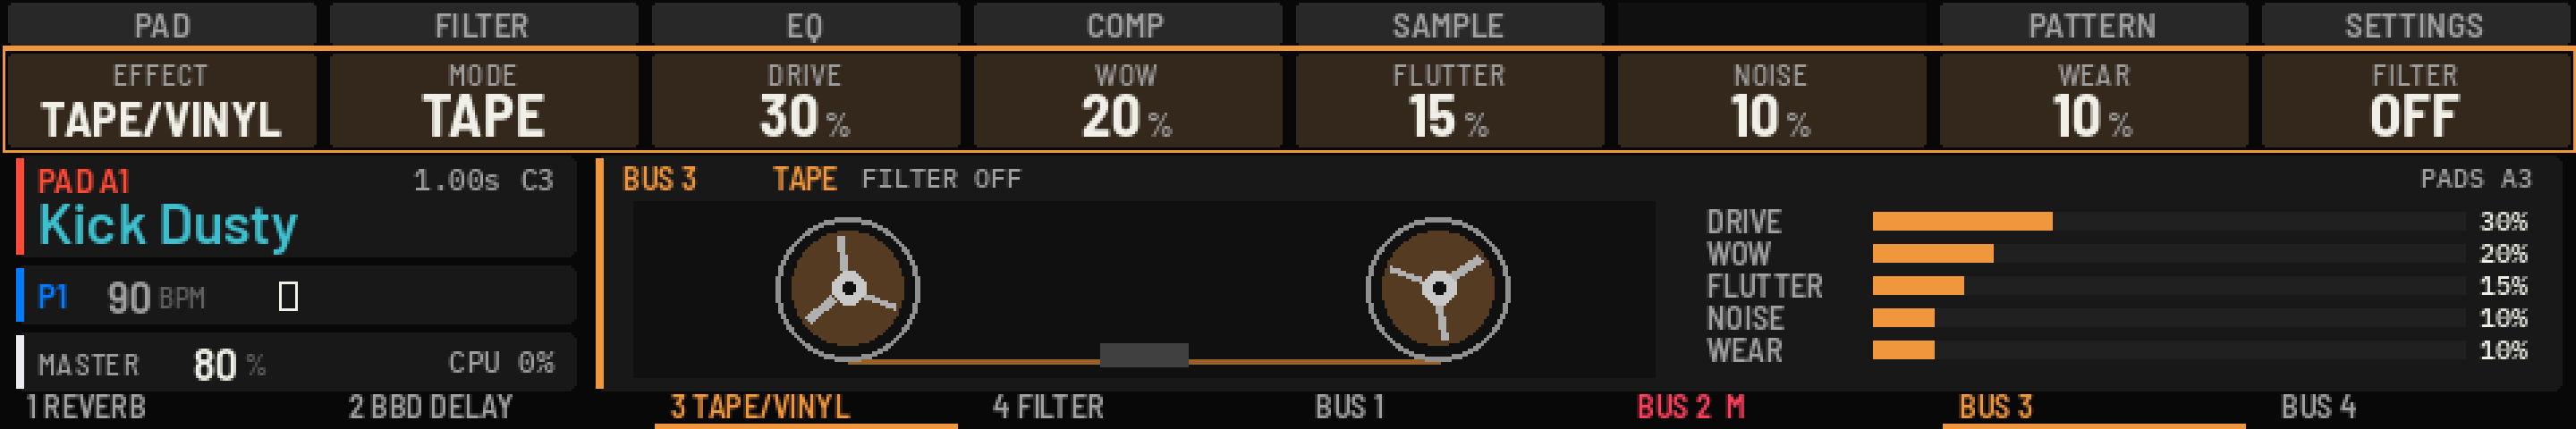 PAD FILTER EQ COMP SAMPLE PATTERN SETTINGS
EFFECT MODE DRIVE WOW FLUTTER NOISE WEAR FILTER
TAPE/VINYL TAPE 30 % 20 % 15 % 10 % 10 % OFF
PAD A1 1.00s C3
Kick Dusty
P1 90 BPM
MASTER 80 % CPU 0%
BUS 3 TAPE FILTER OFF PADS A3
DRIVE 30%
WOW 20%
FLUTTER 15%
NOISE 10%
WEAR 10%
1 REVERB 2 BBD DELAY 3 TAPE/VINYL 4 FILTER BUS 1 BUS 2 M BUS 3 BUS 4